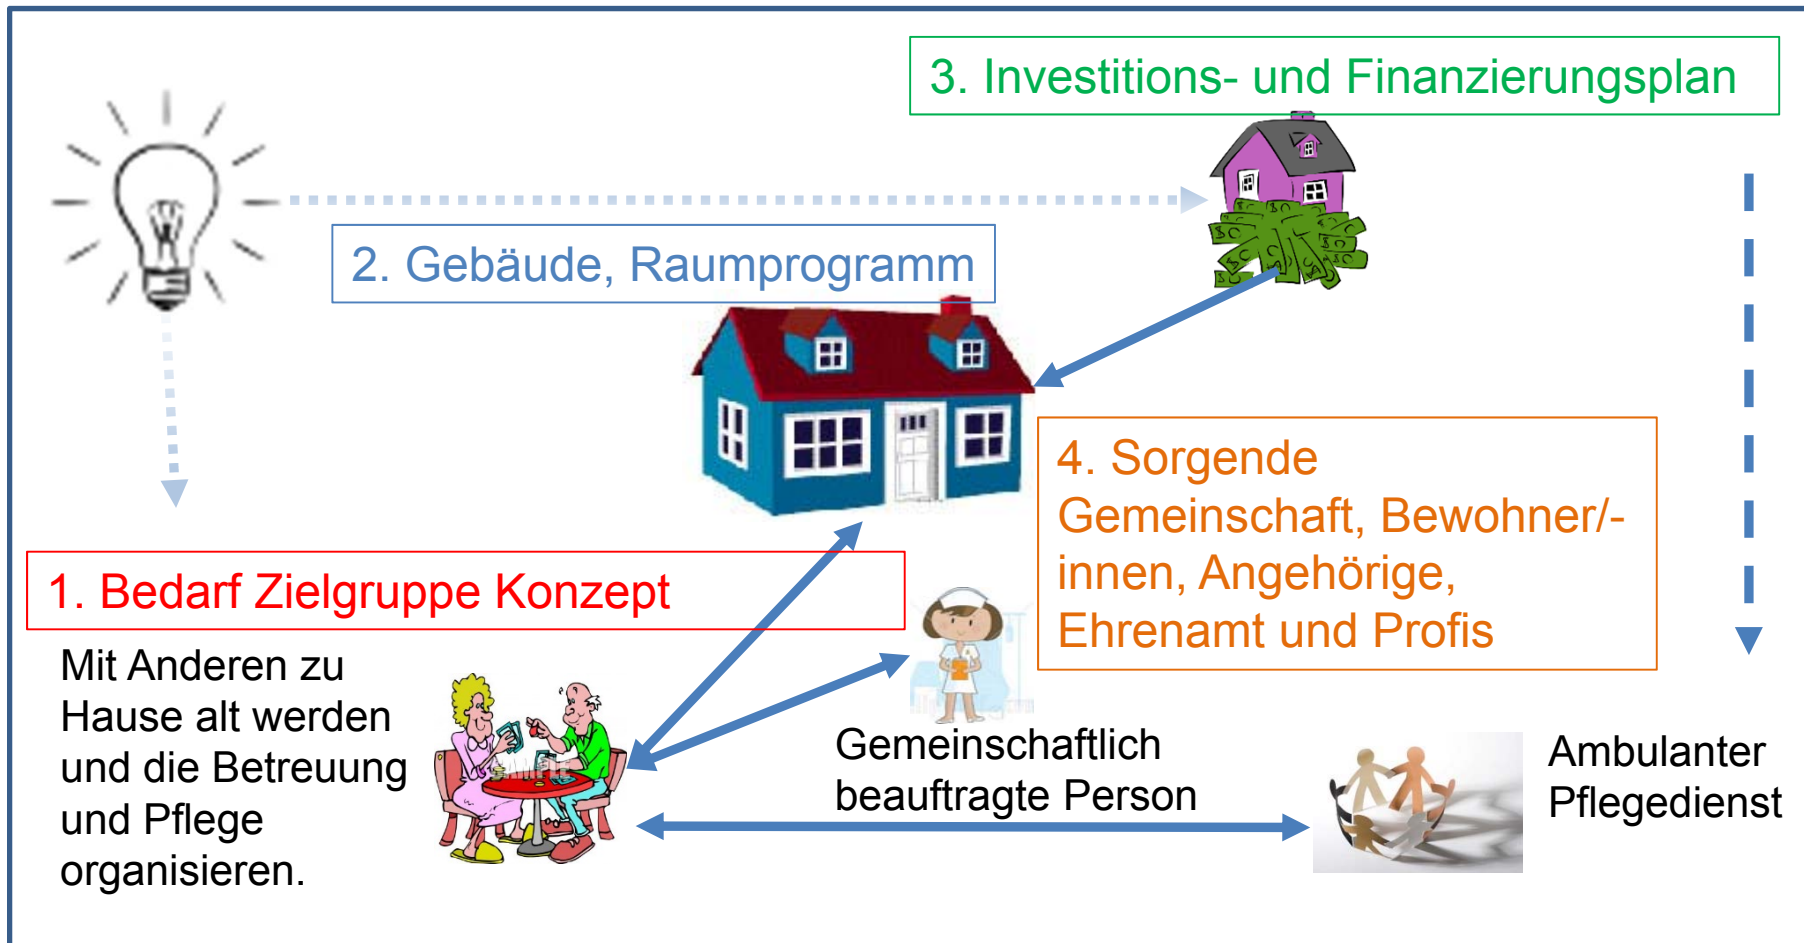 3. Investitions- und Finanzierungsplan
2. Gebäude, Raumprogramm
4. Sorgende
Gemeinschaft, Bewohner/-
innen, Angehörige,
Ehrenamt und Profis
1. Bedarf Zielgruppe Konzept
Mit Anderen zu
Hause alt werden
und die Betreuung
und Pflege
organisieren.
Gemeinschaftlich
beauftragte Person
Ambulanter
Pflegedienst